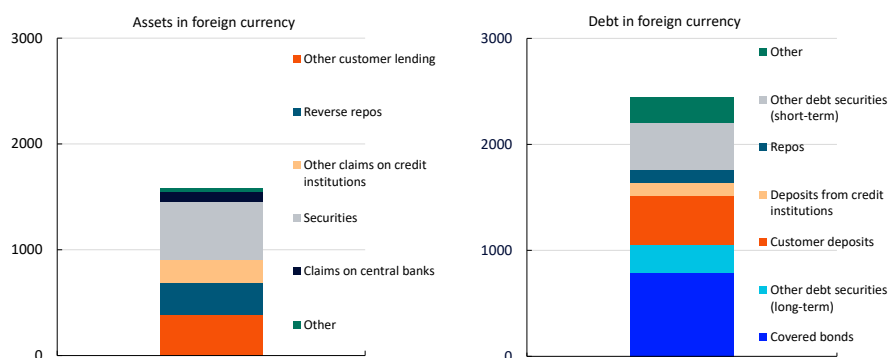 Assets in foreign currency
3000
2000
1000
0
Other customer lending
Reverse repos
Other claims on credit
institutions
Securities
Claims on central banks
Other
Debt in foreign currency
3000
2000
1000
0
Other
Other debt securities
(short-term)
Repos
Deposits from credit
institutions
Customer deposits
Other debt securities
(long-term)
Covered bonds